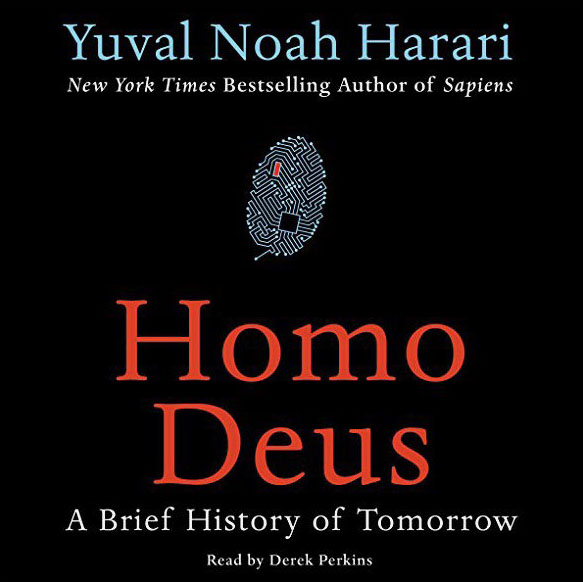 Yuval Noah Harari
New York Times Bestselling Author of Sapiens
Homo
Deus
A Brief History of Tomorrow
Read by Derek Perkins